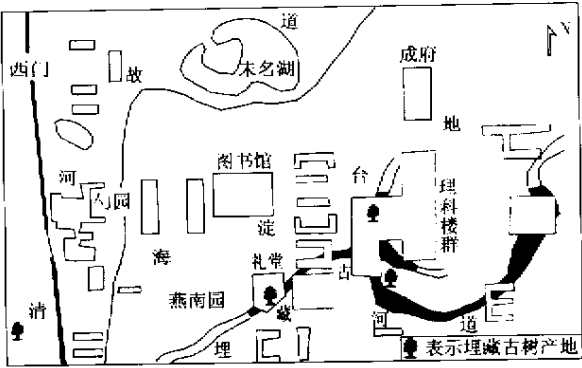 道
N
西门
故
未名湖
成府
地
图书馆
台
河
勺园
理科楼群
淀
海
礼堂
古
燕南园
藏
清
河
道
埋
表示埋藏古树产地